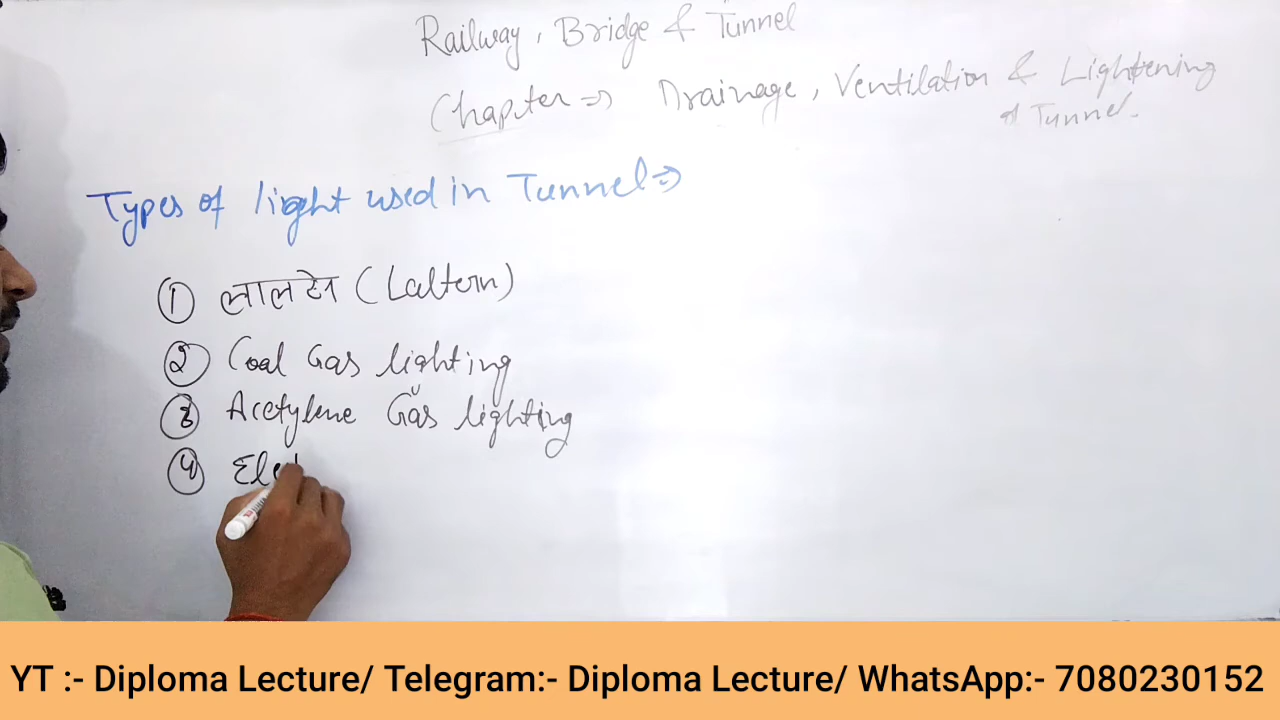 Railway, Bridge & Tunnel
Chapter => Drainage, Ventilation & Lightening
of Tunnel.
Types of light used in Tunnel =>
① लालटेन (Laltern)
② Coal Gas lighting
③ Acetylene Gas lighting
④ Elec
YT :- Diploma Lecture/ Telegram:- Diploma Lecture/ WhatsApp:- 7080230152